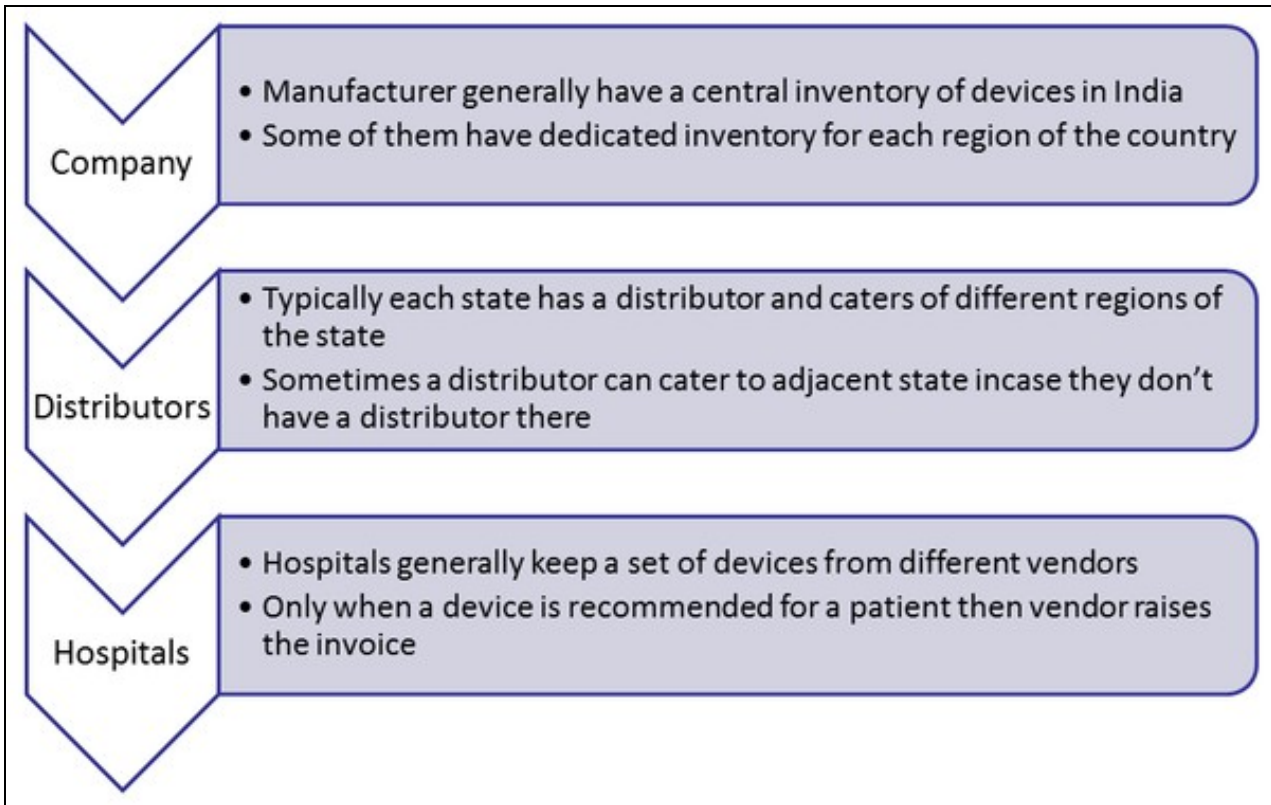 Company
• Manufacturer generally have a central inventory of devices in India
• Some of them have dedicated inventory for each region of the country
Distributors
• Typically each state has a distributor and caters of different regions of
the state
• Sometimes a distributor can cater to adjacent state incase they don’t
have a distributor there
Hospitals
• Hospitals generally keep a set of devices from different vendors
• Only when a device is recommended for a patient then vendor raises
the invoice